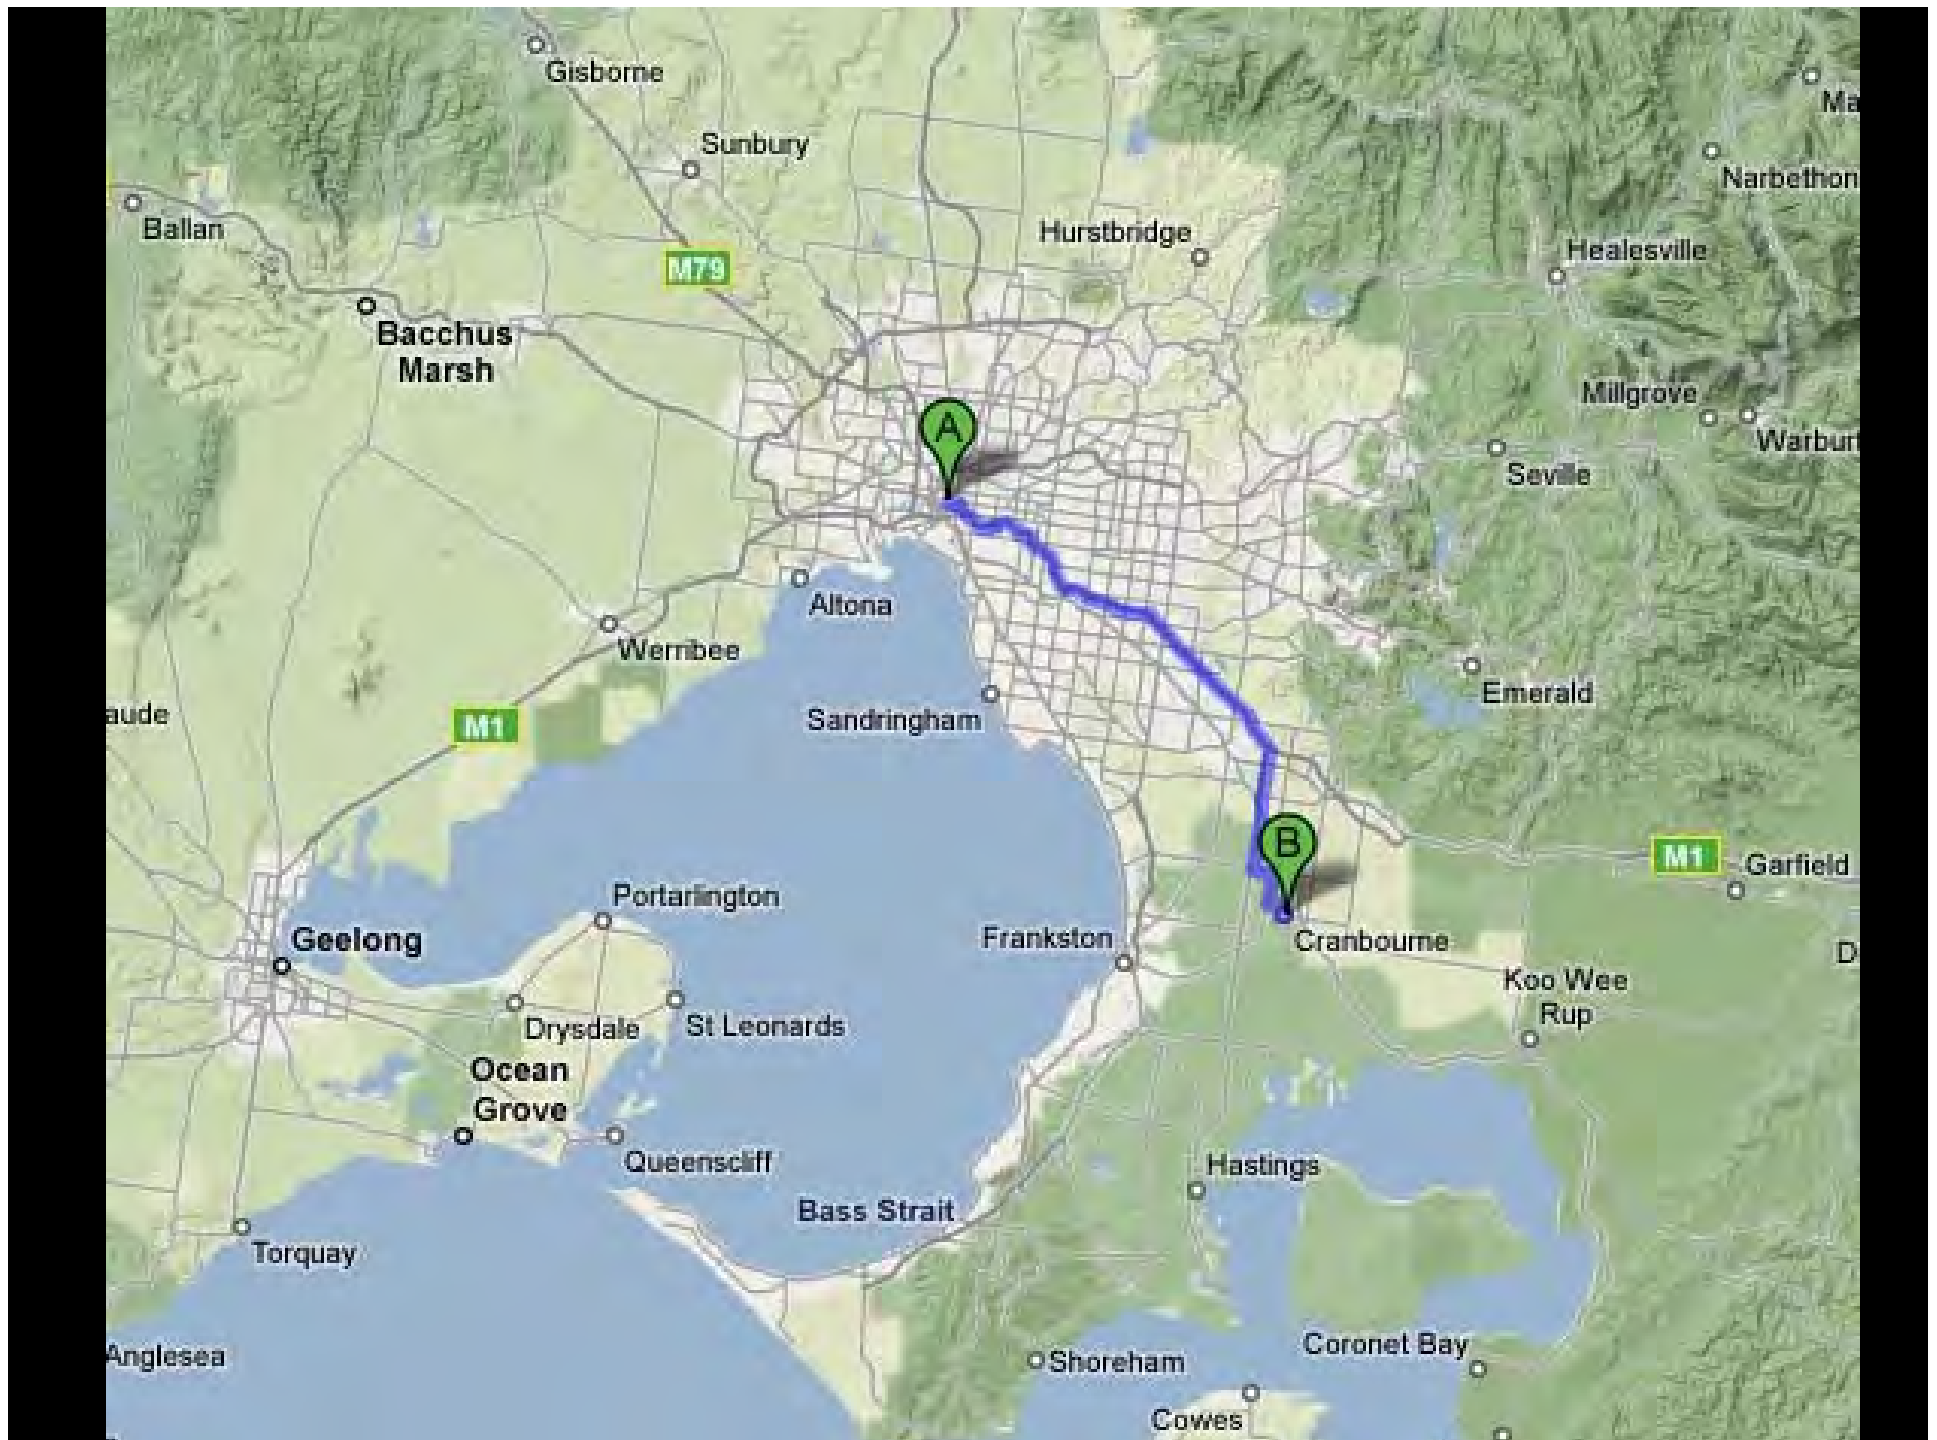 Gisborne
Ma
Sunbury
Narbethon
Ballan
Hurstbridge
Healesville
M79
Bacchus
Marsh
Millgrove
A
Warburt
Seville
Altona
Werribee
Emerald
aude
M1
Sandringham
B
M1
Garfield
Portarlington
Geelong
Frankston
Cranbourne
D
Koo Wee
Rup
Drysdale
St Leonards
Ocean
Grove
Queenscliff
Hastings
Bass Strait
Torquay
Coronet Bay
Anglesea
Shoreham
Cowes